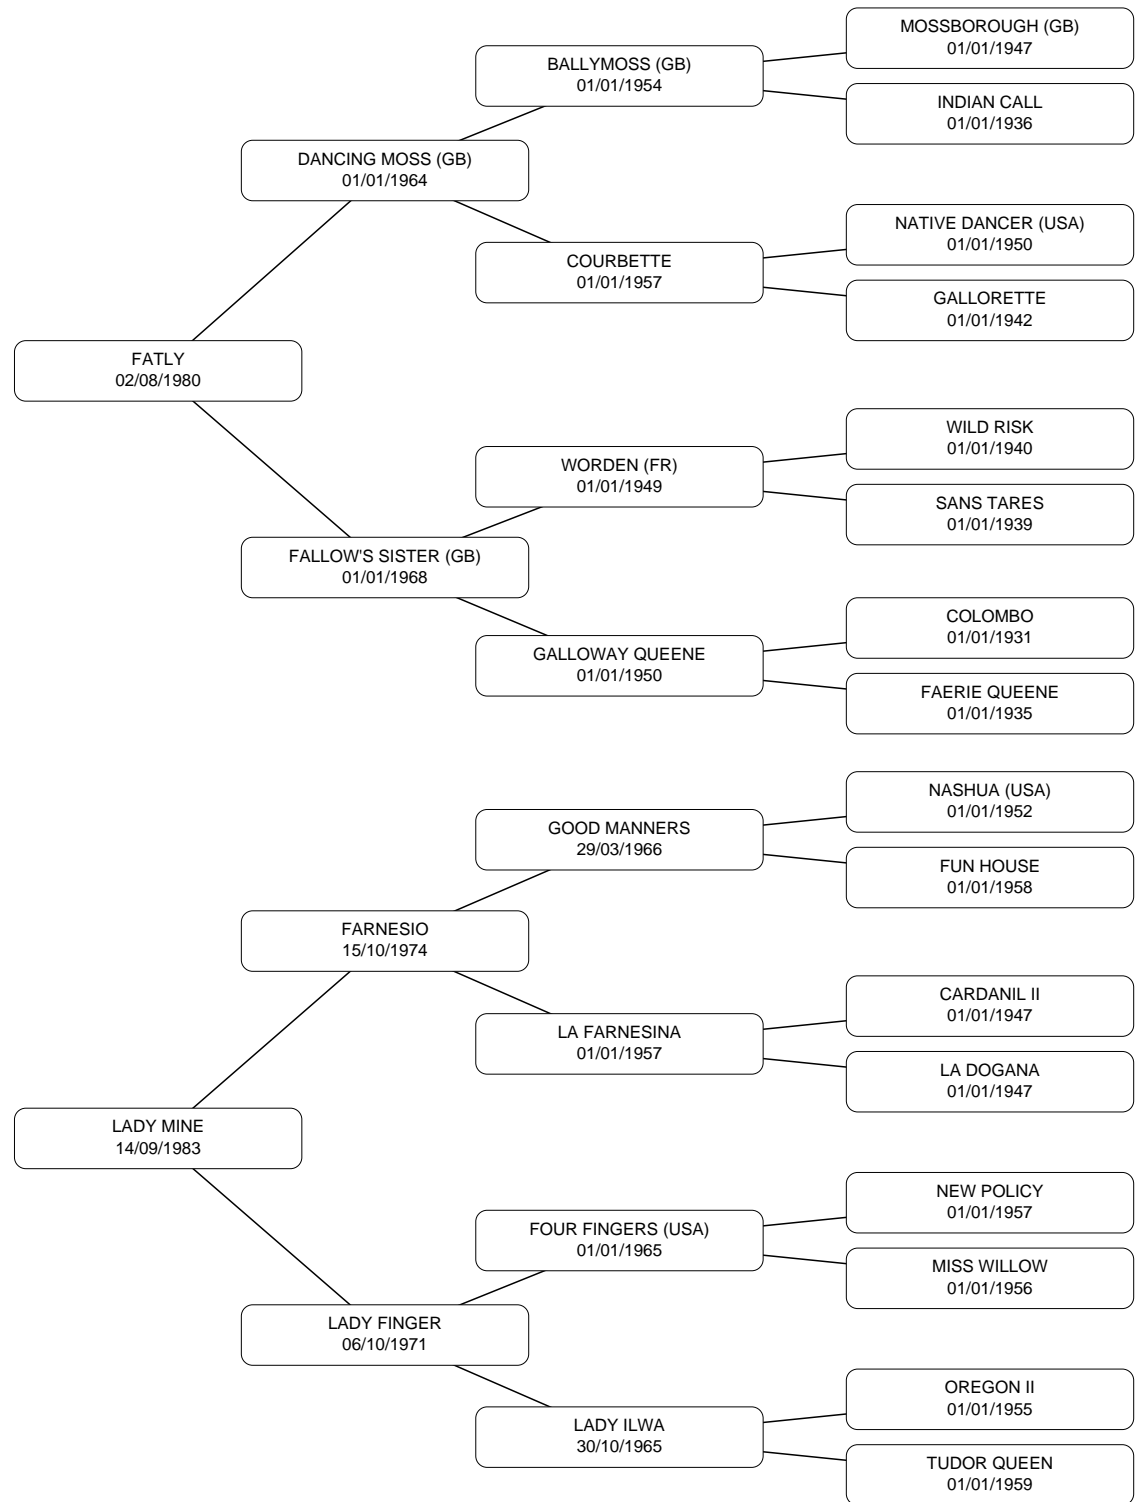 MOSSBOROUGH (GB)
01/01/1947
BALLYMOSS (GB)
01/01/1954
INDIAN CALL
01/01/1936
DANCING MOSS (GB)
01/01/1964
NATIVE DANCER (USA)
01/01/1950
COURBETTE
01/01/1957
GALLORETTE
01/01/1942
FATLY
02/08/1980
WILD RISK
01/01/1940
WORDEN (FR)
01/01/1949
SANS TARES
01/01/1939
FALLOW'S SISTER (GB)
01/01/1968
COLOMBO
01/01/1931
GALLOWAY QUEENE
01/01/1950
FAERIE QUEENE
01/01/1935
NASHUA (USA)
01/01/1952
GOOD MANNERS
29/03/1966
FUN HOUSE
01/01/1958
FARNESIO
15/10/1974
CARDANIL II
01/01/1947
LA FARNESINA
01/01/1957
LA DOGANA
01/01/1947
LADY MINE
14/09/1983
NEW POLICY
01/01/1957
FOUR FINGERS (USA)
01/01/1965
MISS WILLOW
01/01/1956
LADY FINGER
06/10/1971
OREGON II
01/01/1955
LADY ILWA
30/10/1965
TUDOR QUEEN
01/01/1959